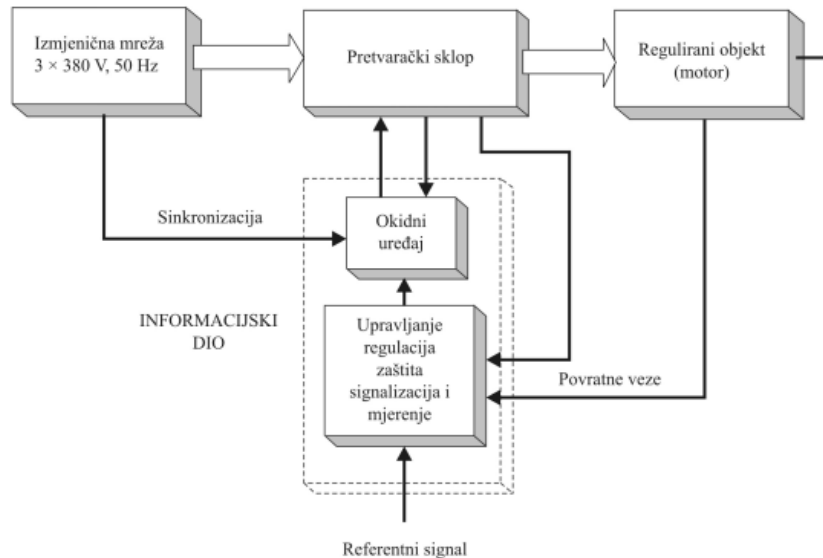 Izmjenična mreža
3 × 380 V, 50 Hz
Pretvarački sklop
Regulirani objekt
(motor)
Sinkronizacija
Okidni
uređaj
INFORMACIJSKI
DIO
Upravljanje
regulacija
zaštita
signalizacija i
mjerenje
Povratne veze
Referentni signal